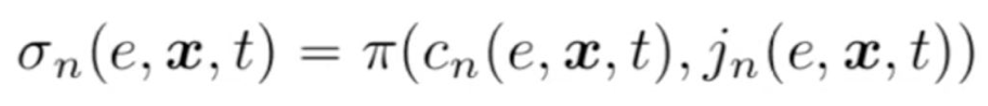 σₙ(e, 𝒙, t) = π(cₙ(e, 𝒙, t), jₙ(e, 𝒙, t))